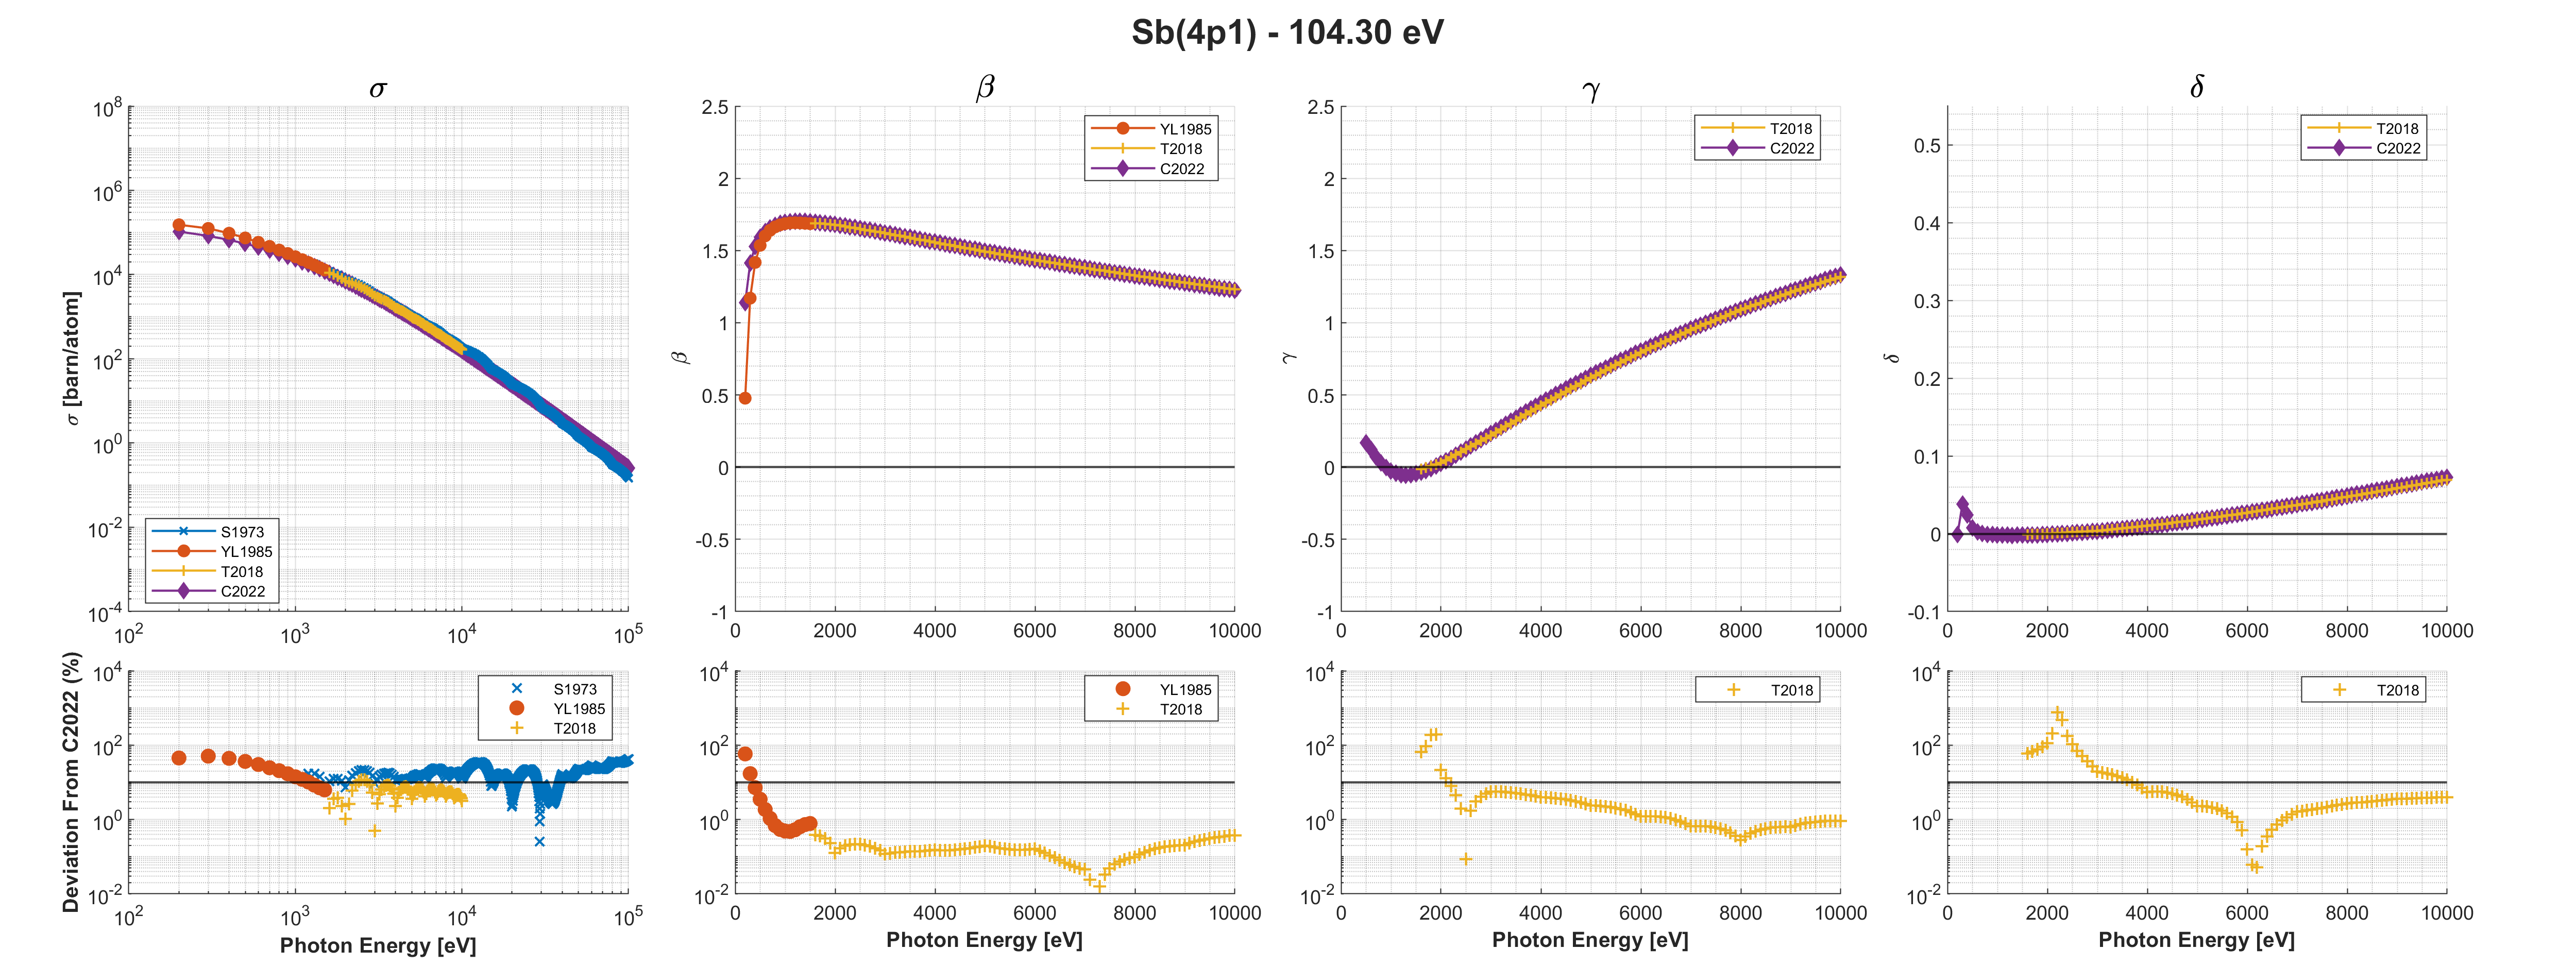 Sb(4p1) - 104.30 eV
σ
σ [barn/atom]
10^8
10^6
10^4
10^2
10^0
10^-2
10^-4
10^2
10^3
10^4
10^5
S1973
YL1985
T2018
C2022
β
β
2.5
2
1.5
1
0.5
0
-0.5
-1
0
2000
4000
6000
8000
10000
YL1985
T2018
C2022
γ
γ
2.5
2
1.5
1
0.5
0
-0.5
-1
0
2000
4000
6000
8000
10000
T2018
C2022
δ
δ
0.5
0.4
0.3
0.2
0.1
0
-0.1
0
2000
4000
6000
8000
10000
T2018
C2022
Deviation From C2022 (%)
10^4
10^2
10^0
10^-2
10^2
10^3
10^4
10^5
S1973
YL1985
T2018
Photon Energy [eV]
10^4
10^2
10^0
10^-2
0
2000
4000
6000
8000
10000
YL1985
T2018
Photon Energy [eV]
10^4
10^2
10^0
10^-2
0
2000
4000
6000
8000
10000
T2018
Photon Energy [eV]
10^4
10^2
10^0
10^-2
0
2000
4000
6000
8000
10000
T2018
Photon Energy [eV]